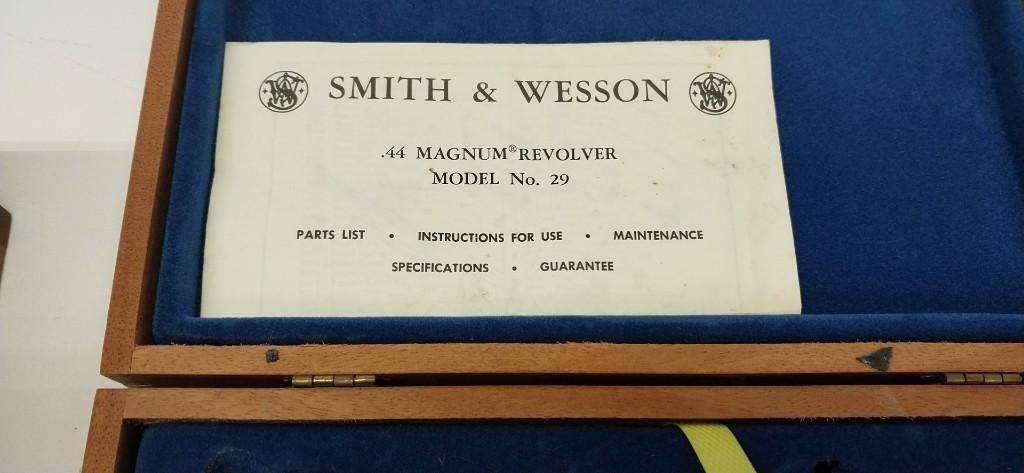 SMITH & WESSON
.44 MAGNUM® REVOLVER
MODEL No. 29
PARTS LIST • INSTRUCTIONS FOR USE • MAINTENANCE
SPECIFICATIONS • GUARANTEE